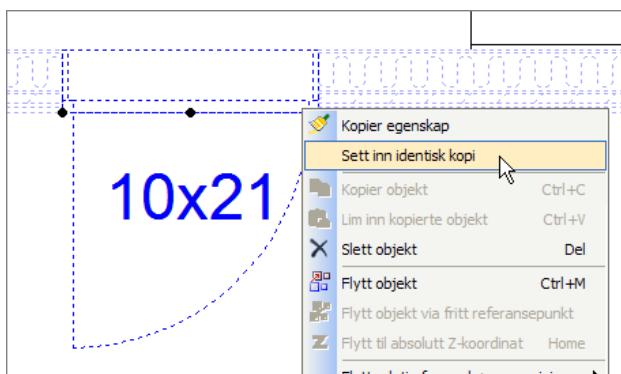 10x21
Kopier egenskap
Sett inn identisk kopi
Kopier objekt Ctrl+C
Lim inn kopierte objekt Ctrl+V
Slett objekt Del
Flytt objekt Ctrl+M
Flytt objekt via fritt referansepunkt
Flytt til absolutt Z-koordinat Home